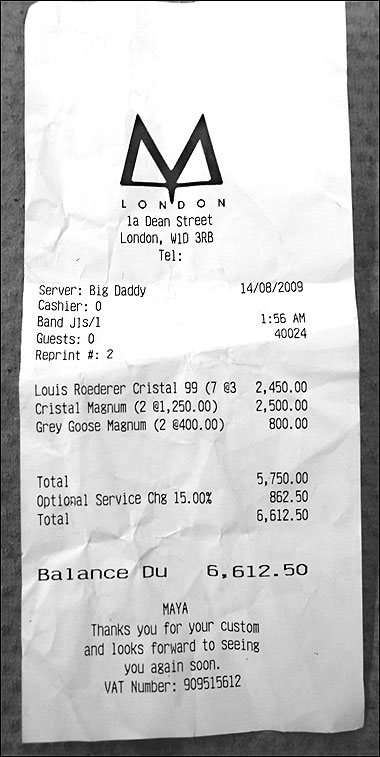 LONDON
1a Dean Street
London, W1D 3RB
Tel:
Server: Big Daddy 14/08/2009
Cashier: 0
Band Jls/1 1:56 AM
Guests: 0 40024
Reprint #: 2
Louis Roederer Cristal 99 (7 @3 2,450.00
Cristal Magnum (2 @1,250.00) 2,500.00
Grey Goose Magnum (2 @400.00) 800.00
Total 5,750.00
Optional Service Chg 15.00% 862.50
Total 6,612.50
Balance Du 6,612.50
MAYA
Thanks you for your custom
and looks forward to seeing
you again soon.
VAT Number: 909515612